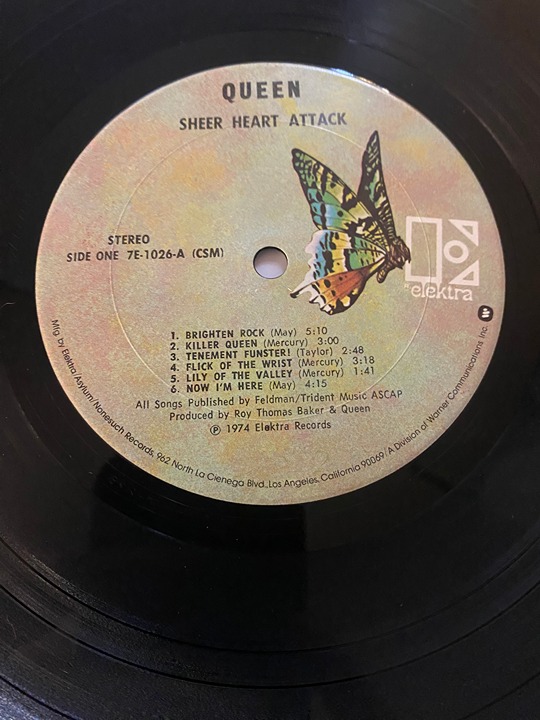 QUEEN
SHEER HEART ATTACK
STEREO
SIDE ONE 7E-1026-A (CSM)
elektra
1. BRIGHTEN ROCK (May) 5:10
2. KILLER QUEEN (Mercury) 3:00
3. TENEMENT FUNSTER! (Taylor) 2:48
4. FLICK OF THE WRIST (Mercury) 3:18
5. LILY OF THE VALLEY (Mercury) 1:41
6. NOW I'M HERE (May) 4:15
All Songs Published by Feldman/Trident Music ASCAP
Produced by Roy Thomas Baker & Queen
℗ 1974 Elektra Records
Mfg. by Elektra/Asylum/Nonesuch Records, 962 North La Cienega Blvd., Los Angeles, California 90069/A Division of Warner Communications Inc.